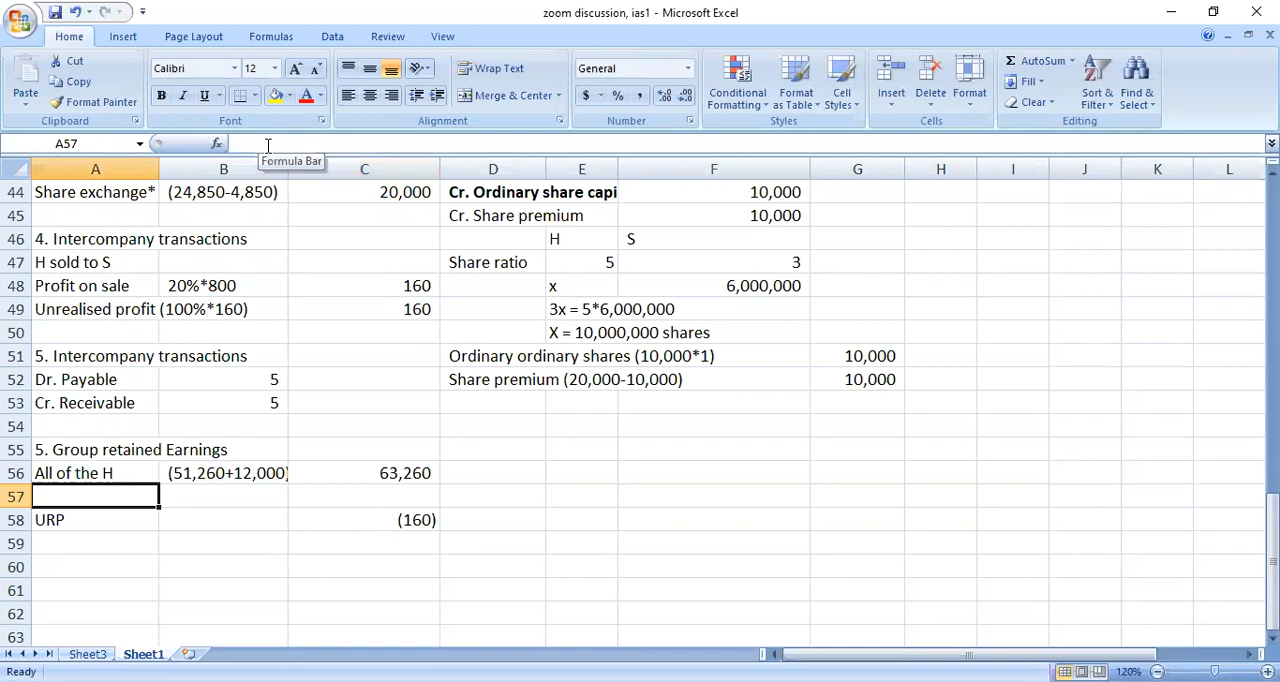 zoom discussion, ias1 - Microsoft Excel
Home Insert Page Layout Formulas Data Review View
Paste
Cut
Copy
Format Painter
Clipboard
Calibri 12
B I U
Font
Wrap Text
Merge & Center
Alignment
General
$ % ,
Number
Conditional Formatting
Format as Table
Cell Styles
Styles
Insert
Delete
Format
Cells
Σ AutoSum
Fill
Clear
Sort & Filter
Find & Select
Editing
A57 fx
Formula Bar
A B C D E F G H I J K L
44 Share exchange* (24,850-4,850) 20,000 Cr. Ordinary share capi 10,000
45 Cr. Share premium 10,000
46 4. Intercompany transactions H S
47 H sold to S Share ratio 5 3
48 Profit on sale 20%*800 160 x 6,000,000
49 Unrealised profit (100%*160) 160 3x = 5*6,000,000
50 X = 10,000,000 shares
51 5. Intercompany transactions Ordinary ordinary shares (10,000*1) 10,000
52 Dr. Payable 5 Share premium (20,000-10,000) 10,000
53 Cr. Receivable 5
54
55 5. Group retained Earnings
56 All of the H (51,260+12,000) 63,260
57
58 URP (160)
59
60
61
62
63
Sheet3 Sheet1
Ready 120%